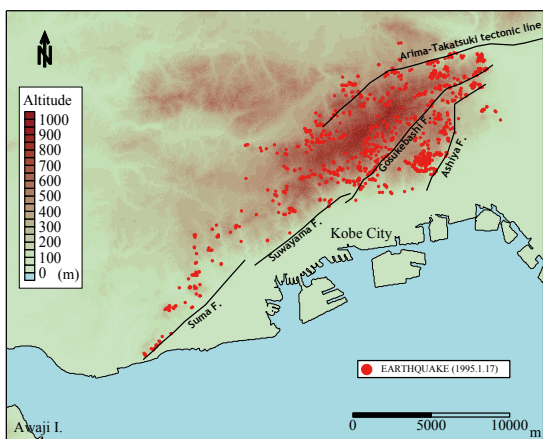 N
Arima-Takatsuki tectonic line
Altitude
1000
900
800
700
600
500
400
300
200
100
0 (m)
Gosukebashi F.
Ashiya F.
Suwayama F.
Kobe City
Suma F.
EARTHQUAKE (1995.1.17)
Awaji I.
0 5000 10000 m